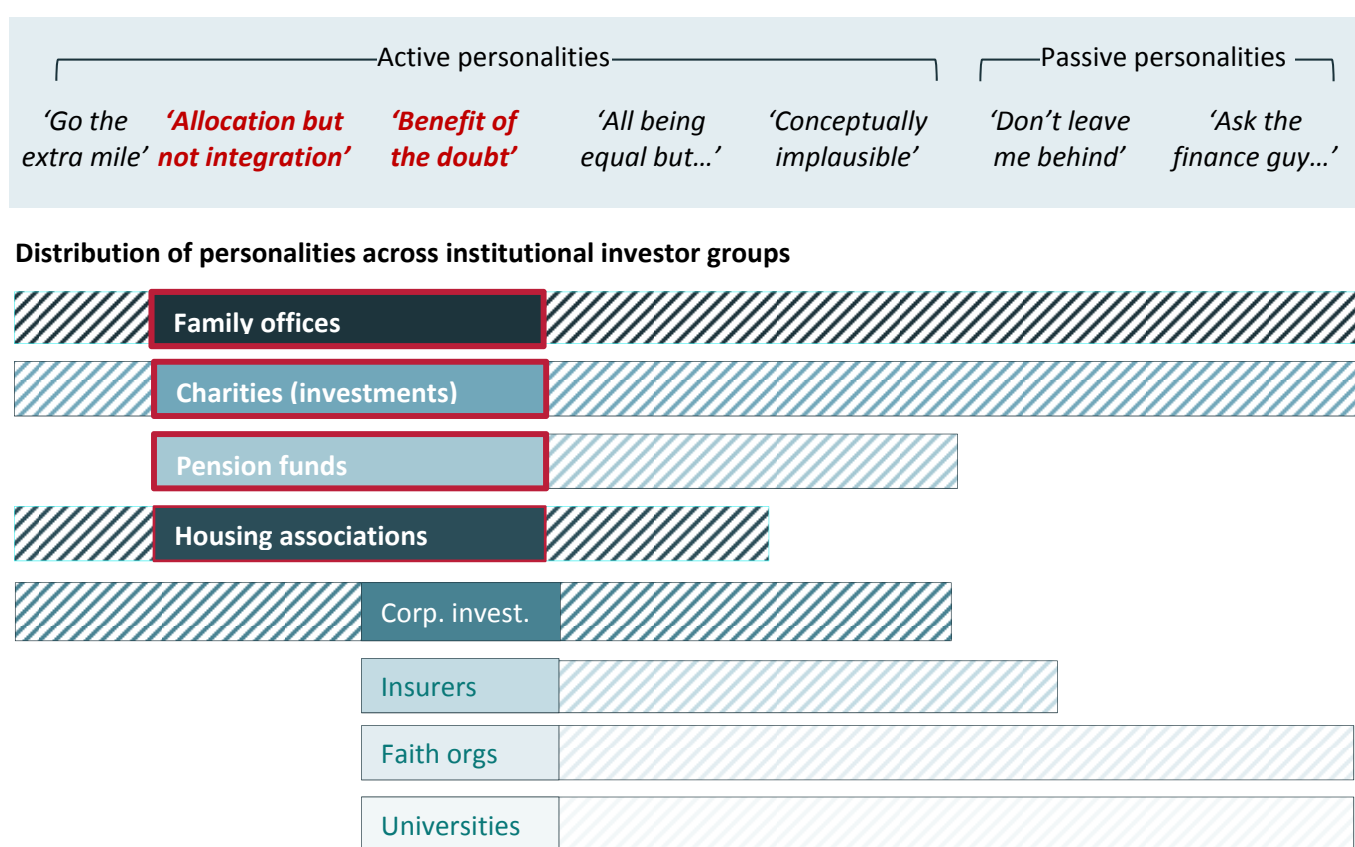 Active personalities
Passive personalities
‘Go the
extra mile’
‘Allocation but
not integration’
‘Benefit of
the doubt’
‘All being
equal but…’
‘Conceptually
implausible’
‘Don’t leave
me behind’
‘Ask the
finance guy…’
Distribution of personalities across institutional investor groups
Family offices
Charities (investments)
Pension funds
Housing associations
Corp. invest.
Insurers
Faith orgs
Universities